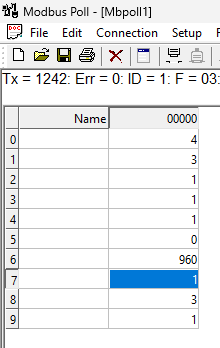 Modbus Poll - [Mbpoll1]
File Edit Connection Setup
Tx = 1242: Err = 0: ID = 1: F = 03:
Name 00000
0 4
1 3
2 1
3 1
4 1
5 0
6 960
7 1
8 3
9 1